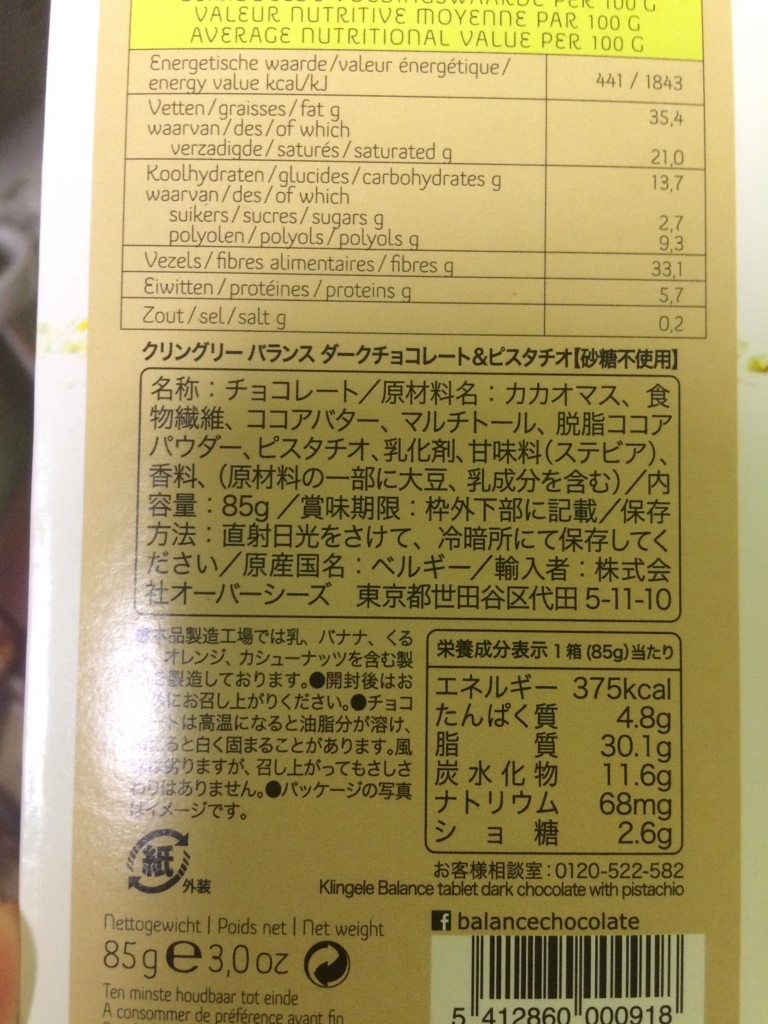 VALEUR NUTRITIVE MOYENNE PAR 100 G
AVERAGE NUTRITIONAL VALUE PER 100 G
Energetische waarde/valeur énergétique/
energy value kcal/kJ 441 / 1843
Vetten/graisses/fat g 35,4
waarvan/des/of which
verzadigde/saturés/saturated g 21,0
Koolhydraten/glucides/carbohydrates g 13,7
waarvan/des/of which
suikers/sucres/sugars g 2,7
polyolen/polyols/polyols g 9,3
Vezels/fibres alimentaires/fibres g 33,1
Eiwitten/protéines/proteins g 5,7
Zout/sel/salt g 0,2
クリングリー バランス ダークチョコレート&ピスタチオ【砂糖不使用】
名称：チョコレート／原材料名：カカオマス、食
物繊維、ココアバター、マルチトール、脱脂ココア
パウダー、ピスタチオ、乳化剤、甘味料(ステビア)、
香料、(原材料の一部に大豆、乳成分を含む)／内
容量：85g／賞味期限：枠外下部に記載／保存
方法：直射日光をさけて、冷暗所にて保存してく
ださい／原産国名：ベルギー／輸入者：株式会
社オーバーシーズ　東京都世田谷区代田 5-11-10
本品製造工場では乳、バナナ、くる
オレンジ、カシューナッツを含む製
製造しております。●開封後はお
にお召し上がりください。●チョコ
トは高温になると油脂分が溶け、
ると白く固まることがあります。風
劣りますが、召し上がってもさしさ
わりはありません。●パッケージの写真
はイメージです。
紙
外装
栄養成分表示 1箱(85g)当たり
エネルギー 375kcal
たんぱく質 4.8g
脂質 30.1g
炭水化物 11.6g
ナトリウム 68mg
ショ糖 2.6g
お客様相談室：0120-522-582
Klingele Balance tablet dark chocolate with pistachio
Nettogewicht | Poids net | Net weight
85g℮3,0 oz
f balancechocolate
Ten minste houdbaar tot einde
A consommer de préférence avant fin
5 412860 000918